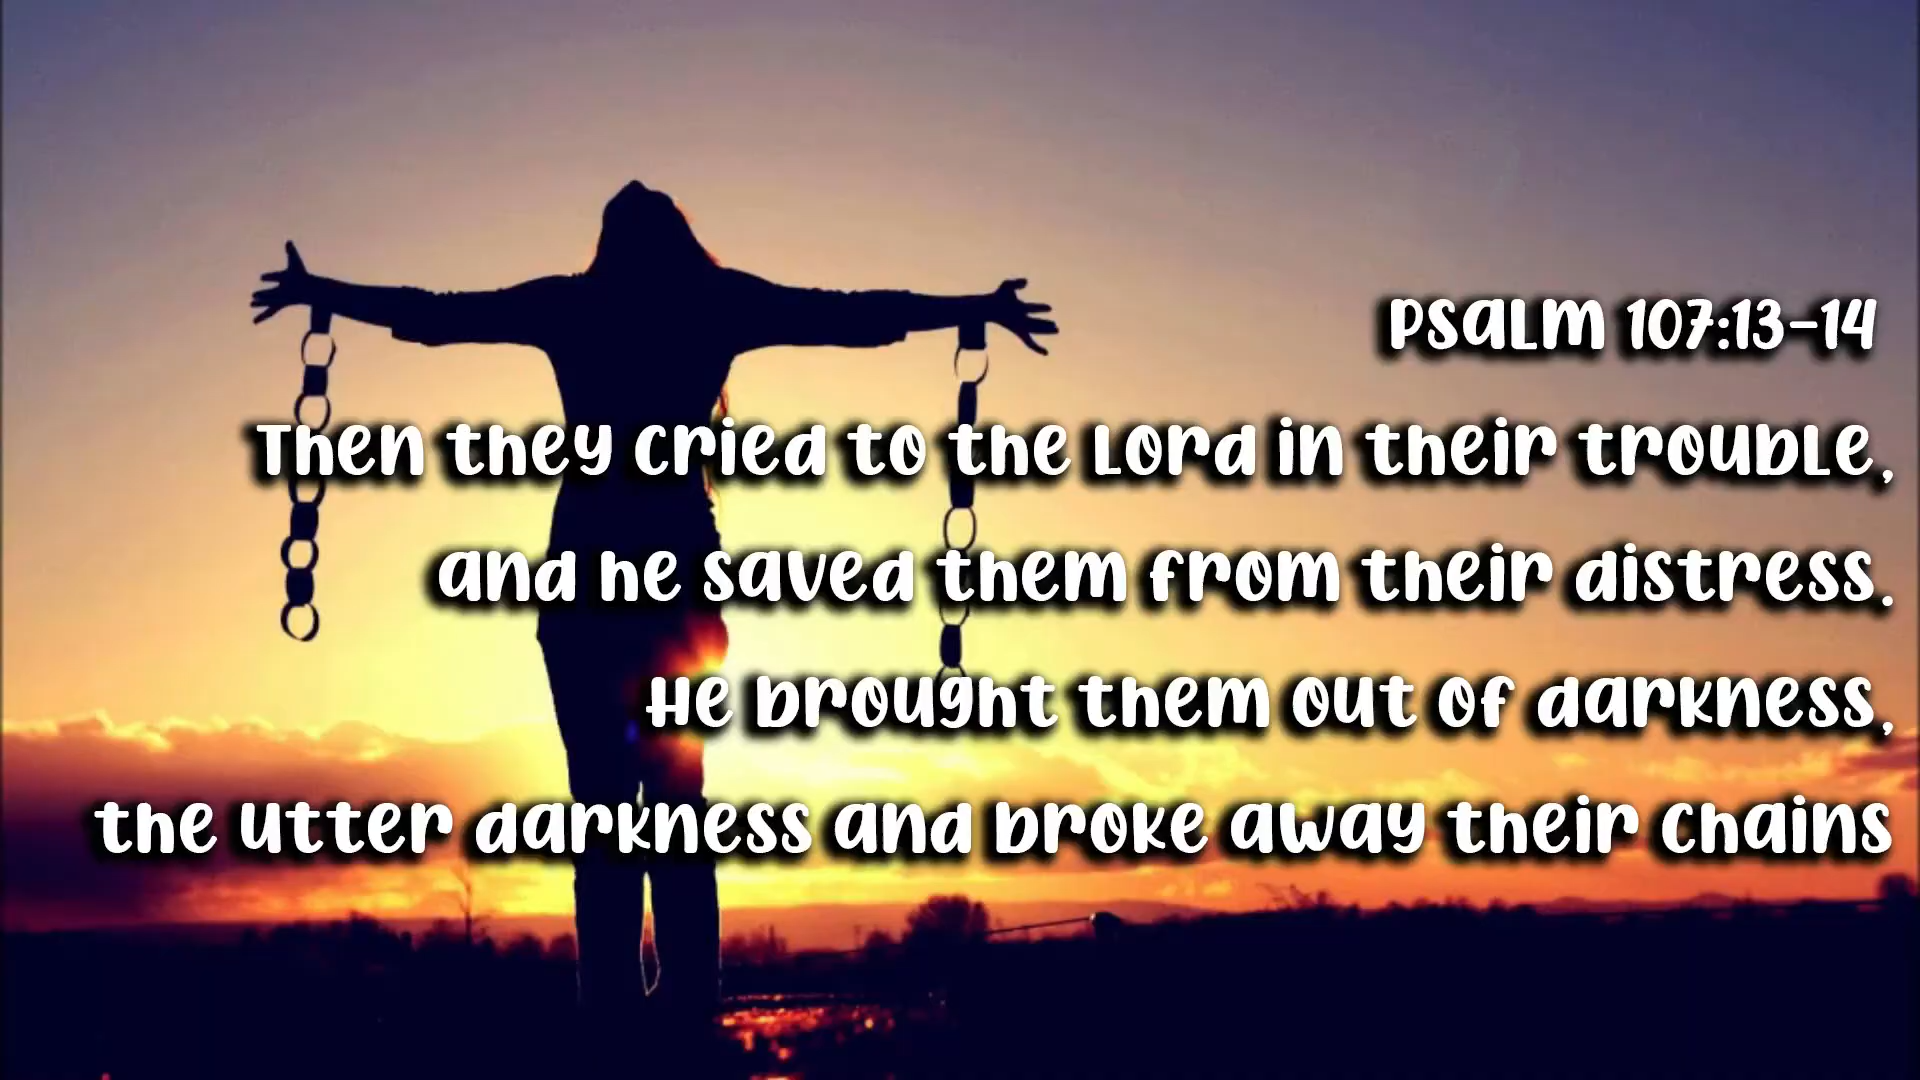 Psalm 107:13-14
Then they cried to the Lord in their trouble,
and he saved them from their distress.
He brought them out of darkness,
the utter darkness and broke away their chains